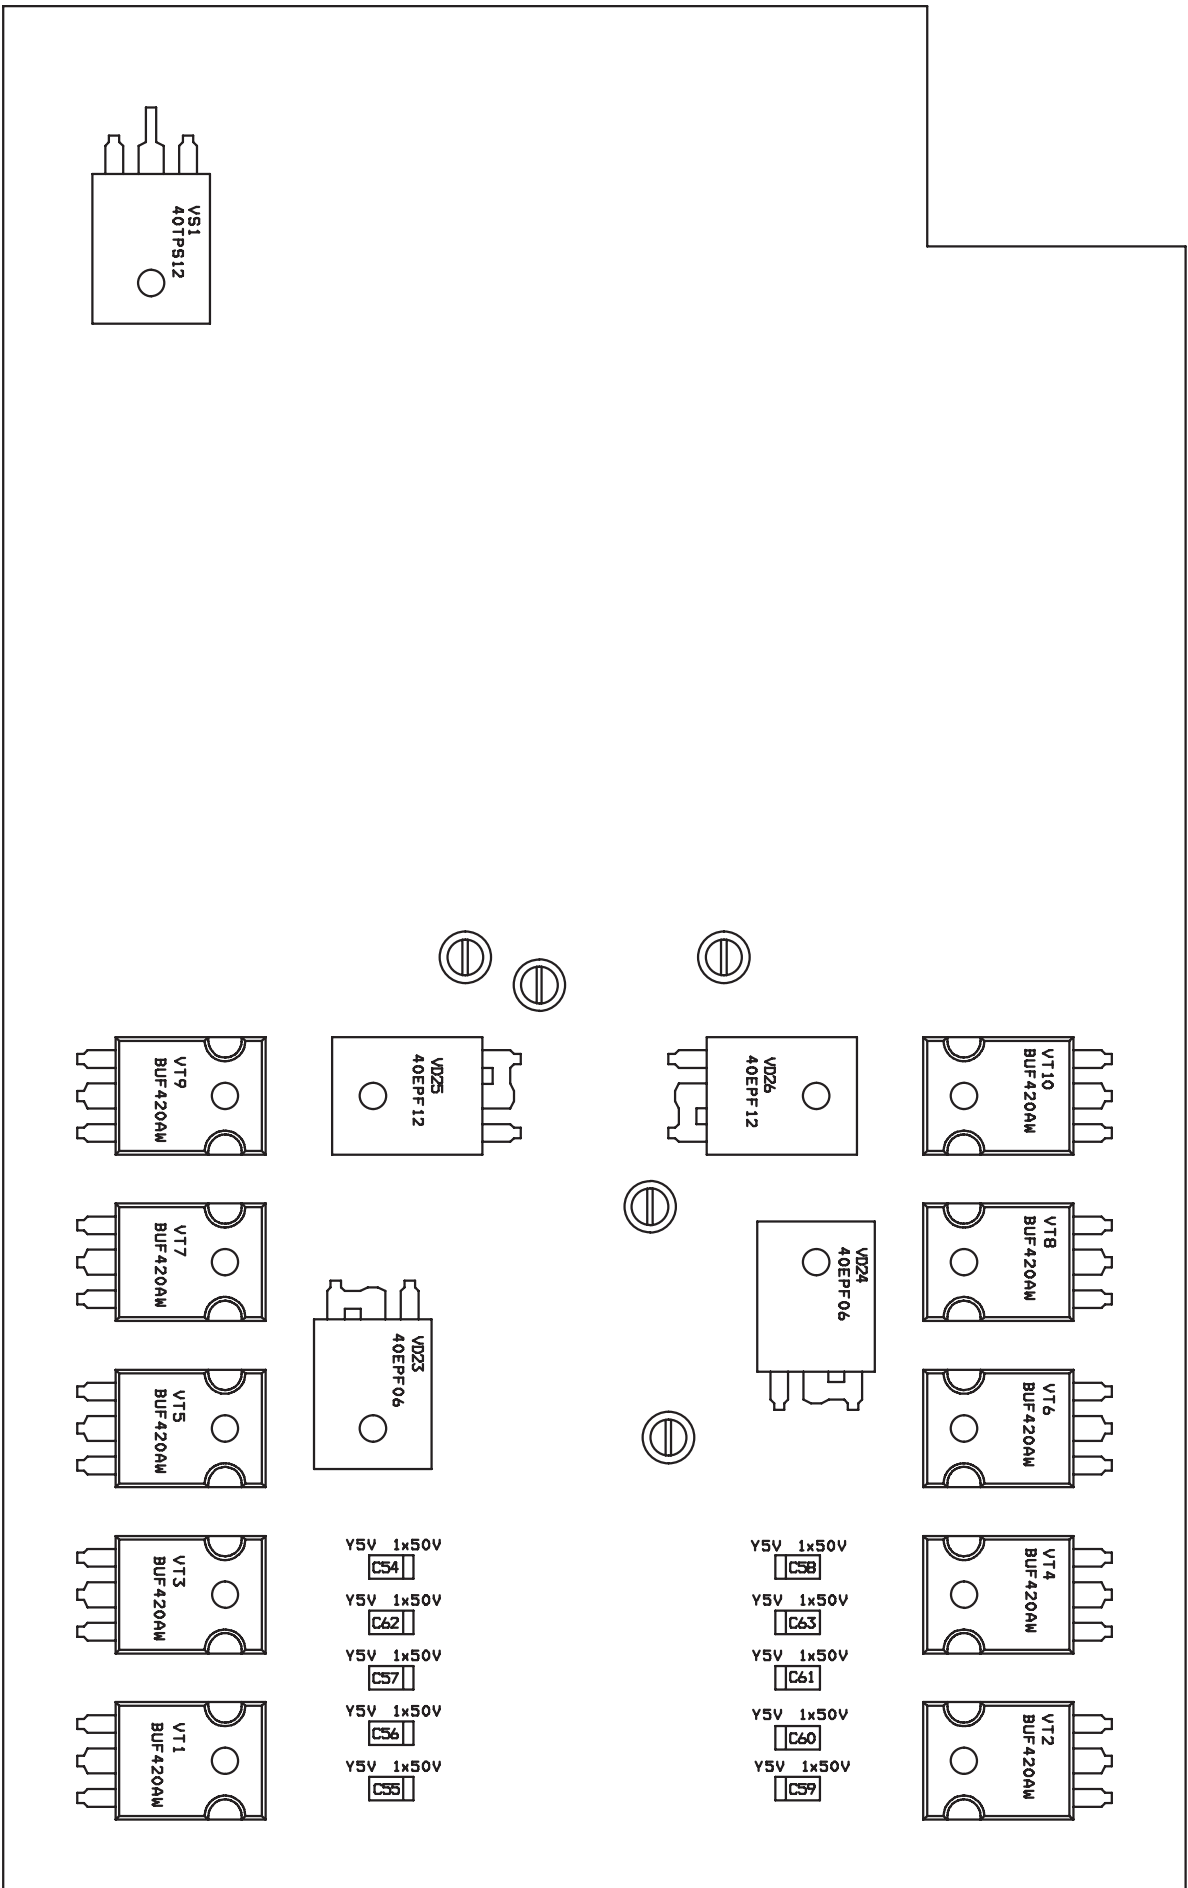 VS1
40TPS12
VT9
BUF420AW
VD25
40EPF12
VD26
40EPF12
VT10
BUF420AW
VT7
BUF420AW
VD24
40EPF06
VT8
BUF420AW
VD23
40EPF06
VT5
BUF420AW
VT6
BUF420AW
VT3
BUF420AW
Y5V 1x50V
C54
Y5V 1x50V
C58
VT4
BUF420AW
Y5V 1x50V
C62
Y5V 1x50V
C63
Y5V 1x50V
C57
Y5V 1x50V
C61
VT1
BUF420AW
Y5V 1x50V
C56
Y5V 1x50V
C60
VT2
BUF420AW
Y5V 1x50V
C55
Y5V 1x50V
C59